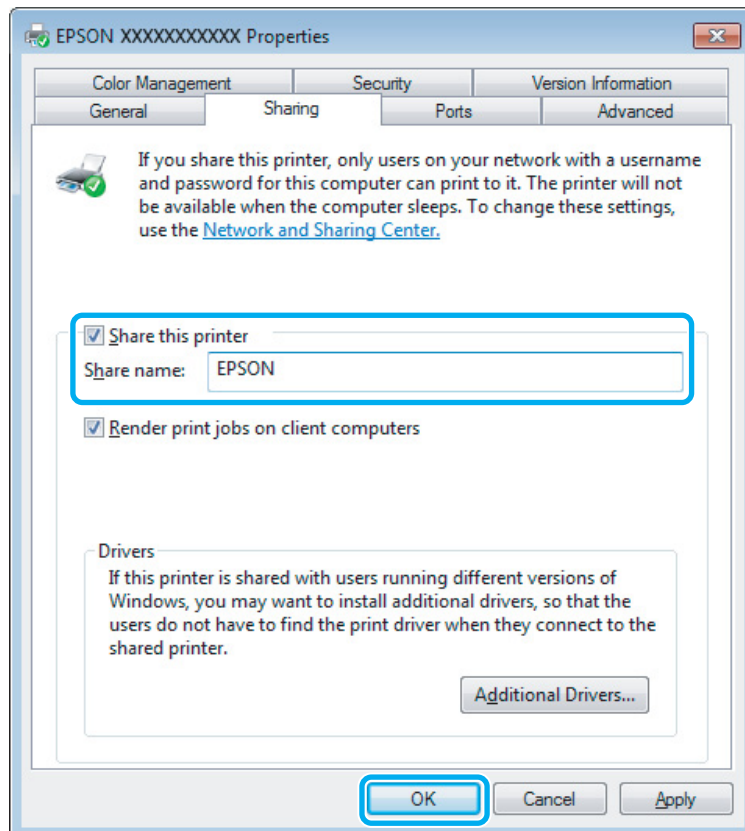 EPSON XXXXXXXXXXX Properties
Color Management Security Version Information
General Sharing Ports Advanced
If you share this printer, only users on your network with a username
and password for this computer can print to it. The printer will not
be available when the computer sleeps. To change these settings,
use the Network and Sharing Center.
Share this printer
Share name: EPSON
Render print jobs on client computers
Drivers
If this printer is shared with users running different versions of
Windows, you may want to install additional drivers, so that the
users do not have to find the print driver when they connect to the
shared printer.
Additional Drivers...
OK Cancel Apply